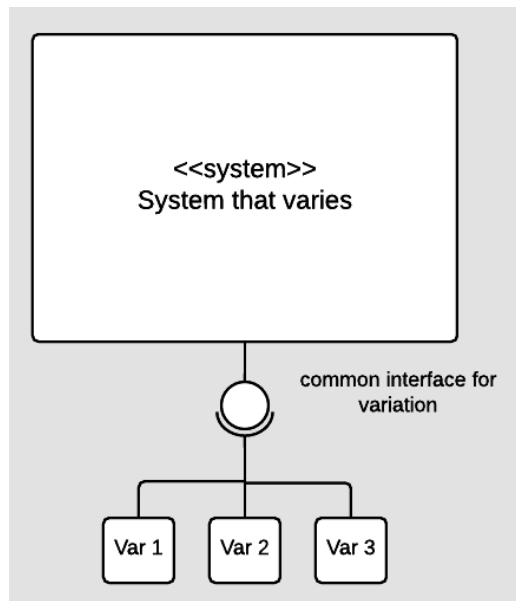 <<system>>
System that varies
common interface for
variation
Var 1
Var 2
Var 3